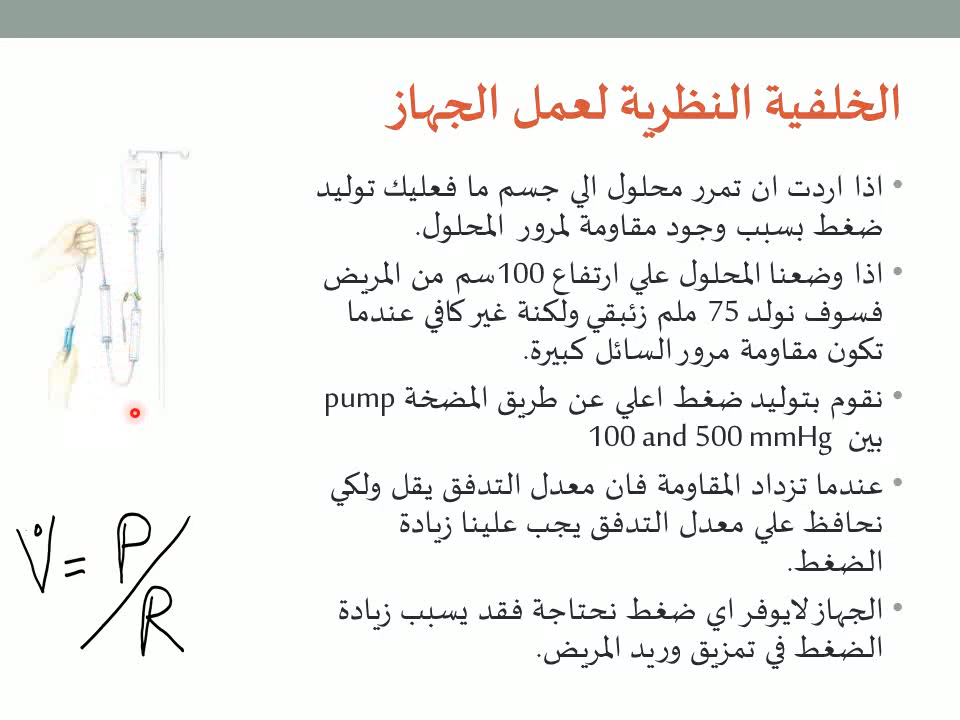 الخلفية النظرية لعمل الجهاز
• اذا اردت ان تمرر محلول الي جسم ما فعليك توليد
ضغط بسبب وجود مقاومة لمرور المحلول.
• اذا وضعنا المحلول علي ارتفاع 100سم من المريض
فسوف نولد 75 ملم زئبقي ولكنة غير كافي عندما
تكون مقاومة مرور السائل كبيرة.
• نقوم بتوليد ضغط اعلي عن طريق المضخة pump
بين 100 and 500 mmHg
• عندما تزداد المقاومة فان معدل التدفق يقل ولكي
نحافظ علي معدل التدفق يجب علينا زيادة
الضغط.
• الجهاز لايوفر اي ضغط نحتاجة فقد يسبب زيادة
الضغط في تمزيق وريد المريض.
V̊ = P/R